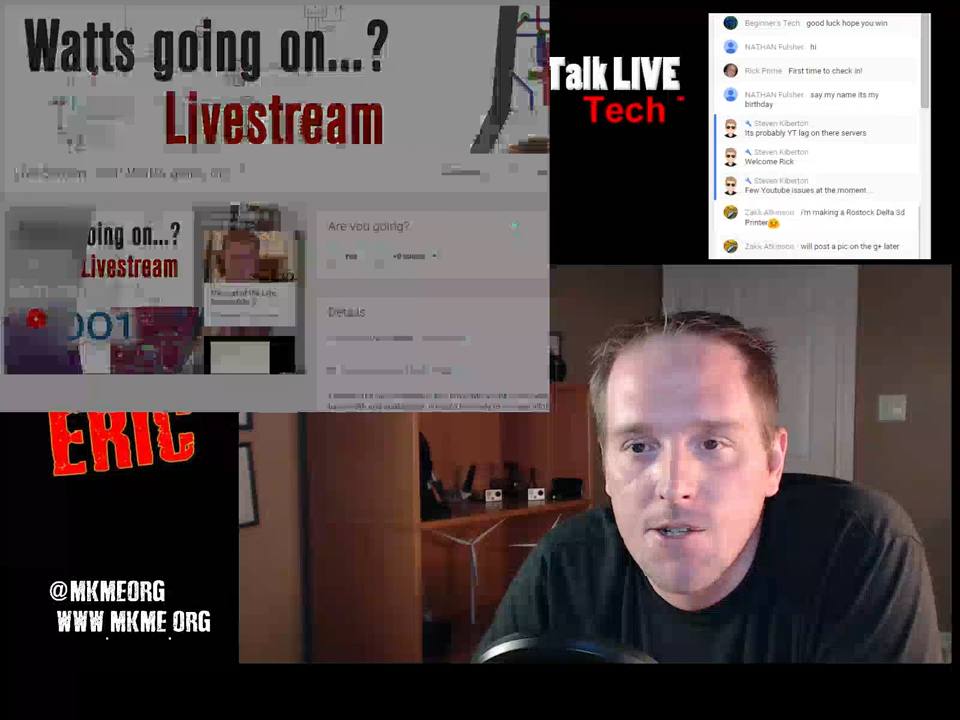 Watts going on...?
Livestream
Talk LIVE
Tech
Beginner's Tech good luck hope you win
NATHAN Fulsher hi
Rick Prime First time to check in!
NATHAN Fulsher say my name its my
birthday
Steven Kiberton
Its probably YT lag on there servers
Steven Kiberton
Welcome Rick
Steven Kiberton
Few Youtube issues at the moment...
Zakk Atkinson i'm making a Rostock Delta 3d
Printer
Zakk Atkinson will post a pic on the g+ later
going on...?
Livestream
Are you going?
Details
ERIC
@MKMEORG
WWW MKME ORG